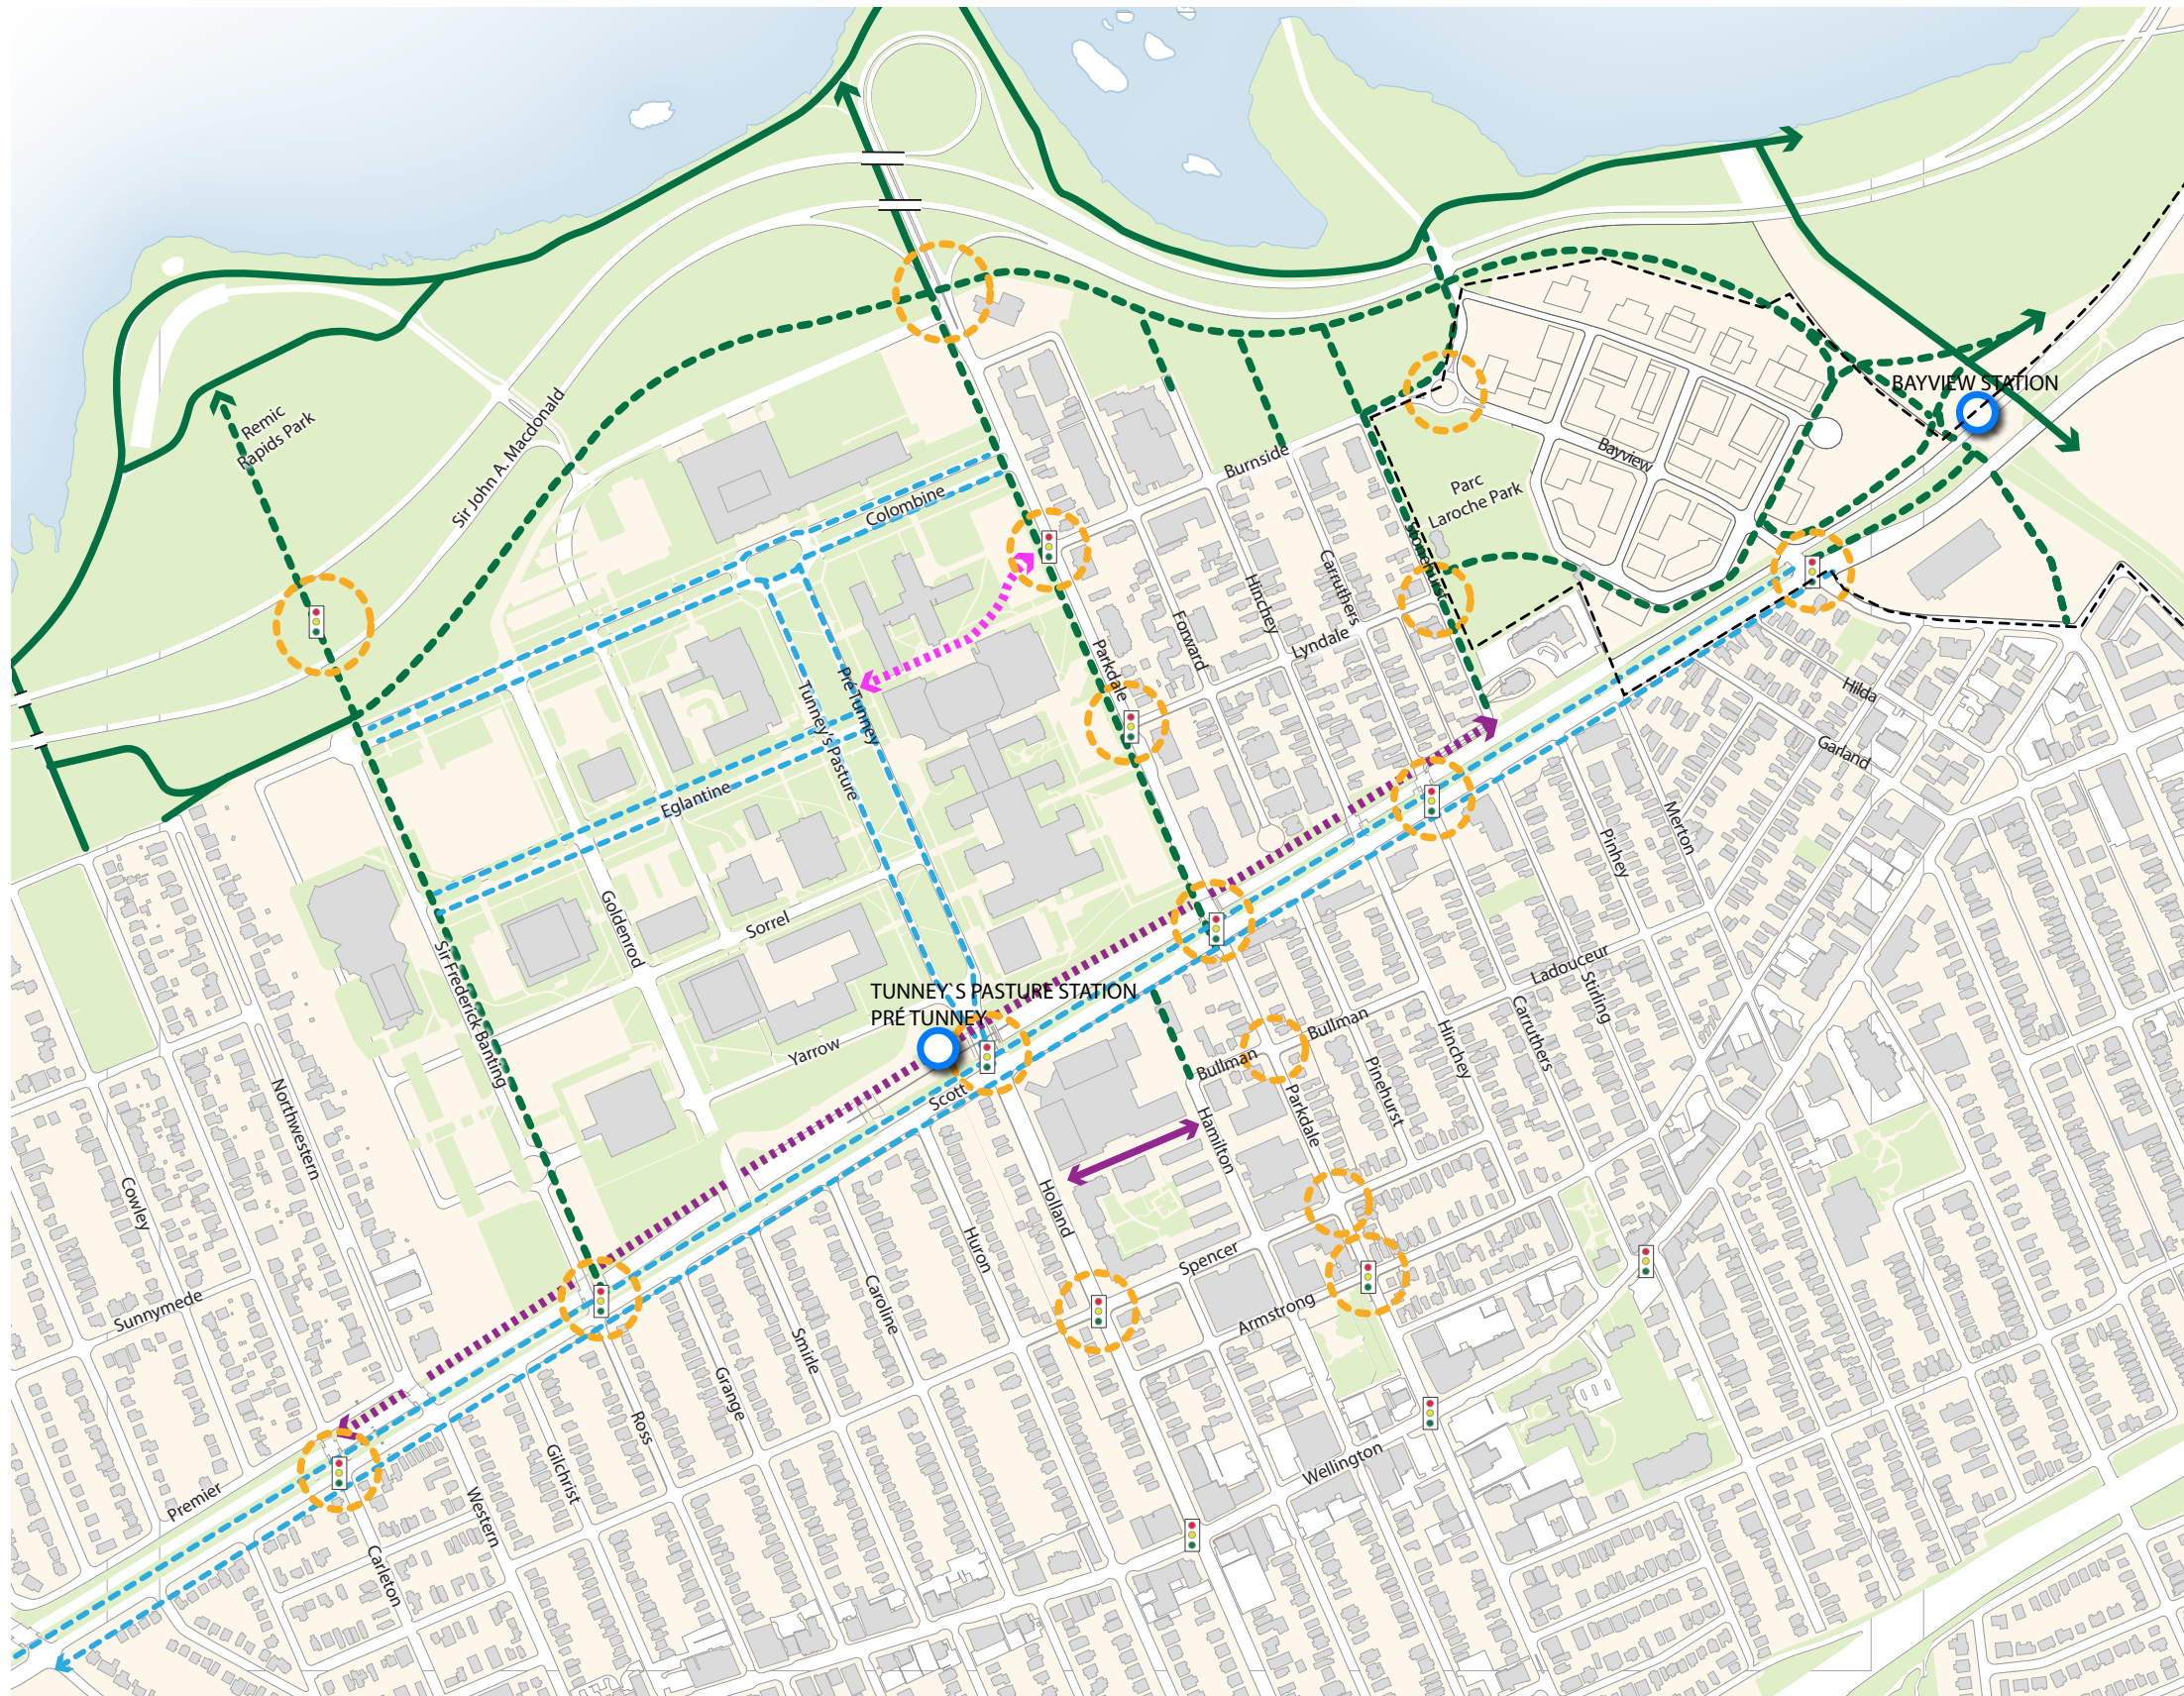 BAYVIEW STATION
Remic
Rapids Park
Sir John A. Macdonald
Colombine
Burnside
Bayview
Parc
Laroche Park
Stonehurst
Carruthers
Hinchey
Forward
Lyndale
Parkdale
Pré Tunney
Tunney's Pasture
Hilda
Garland
Merton
Pinhey
Eglantine
Goldenrod
Sorrel
Sir Frederick Banting
Ladouceur
Stirling
Carruthers
Hinchey
TUNNEY`S PASTURE STATION
PRÉ TUNNEY
Yarrow
Scott
Bullman
Bullman
Parkdale
Pinehurst
Hamilton
Northwestern
Cowley
Holland
Huron
Spencer
Caroline
Armstrong
Sunnymede
Smirle
Grange
Ross
Gilchrist
Western
Wellington
Premier
Carleton